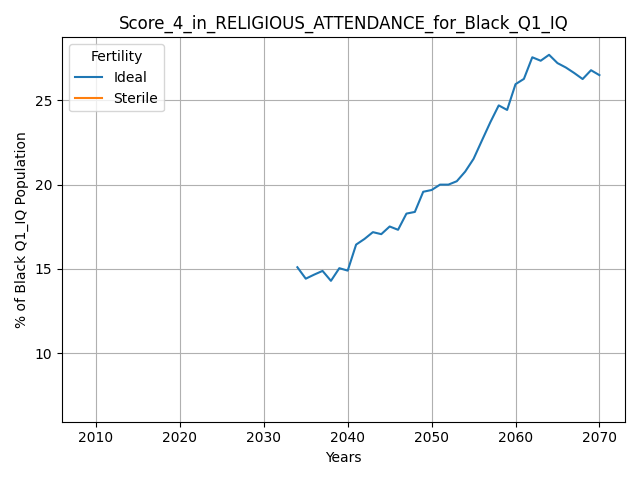 Score_4_in_RELIGIOUS_ATTENDANCE_for_Black_Q1_IQ
Fertility
Ideal
Sterile
% of Black Q1_IQ Population
25
20
15
10
2010 2020 2030 2040 2050 2060 2070
Years